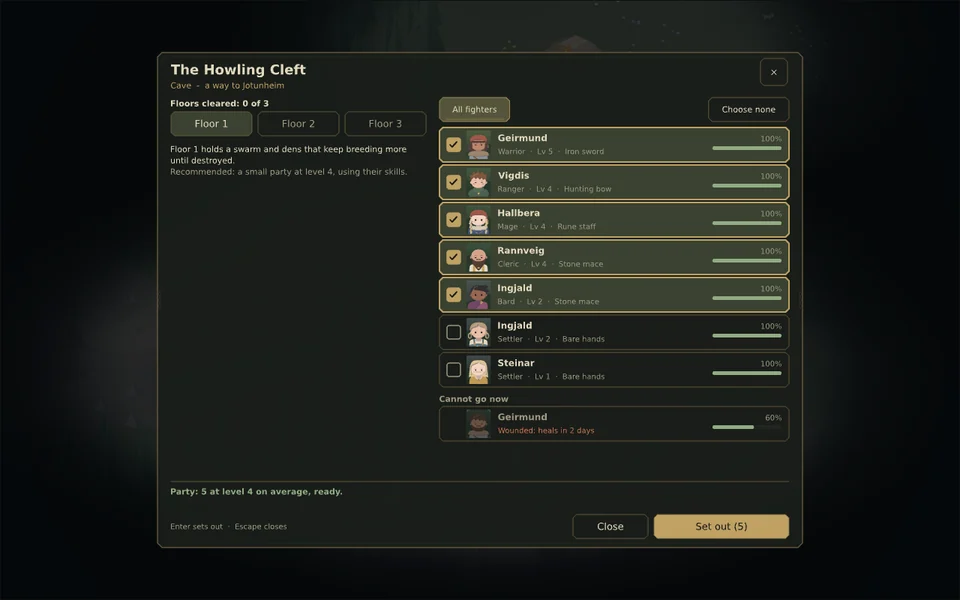 The Howling Cleft
Cave - a way to Jotunheim
×
Floors cleared: 0 of 3
Floor 1
Floor 2
Floor 3
Floor 1 holds a swarm and dens that keep breeding more
until destroyed.
Recommended: a small party at level 4, using their skills.
All fighters
Choose none
Geirmund
100%
Warrior · Lv 5 · Iron sword
Vigdis
100%
Ranger · Lv 4 · Hunting bow
Hallbera
100%
Mage · Lv 4 · Rune staff
Rannveig
100%
Cleric · Lv 4 · Stone mace
Ingjald
100%
Bard · Lv 2 · Stone mace
Ingjald
100%
Settler · Lv 2 · Bare hands
Steinar
100%
Settler · Lv 1 · Bare hands
Cannot go now
Geirmund
60%
Wounded: heals in 2 days
Party: 5 at level 4 on average, ready.
Enter sets out · Escape closes
Close
Set out (5)